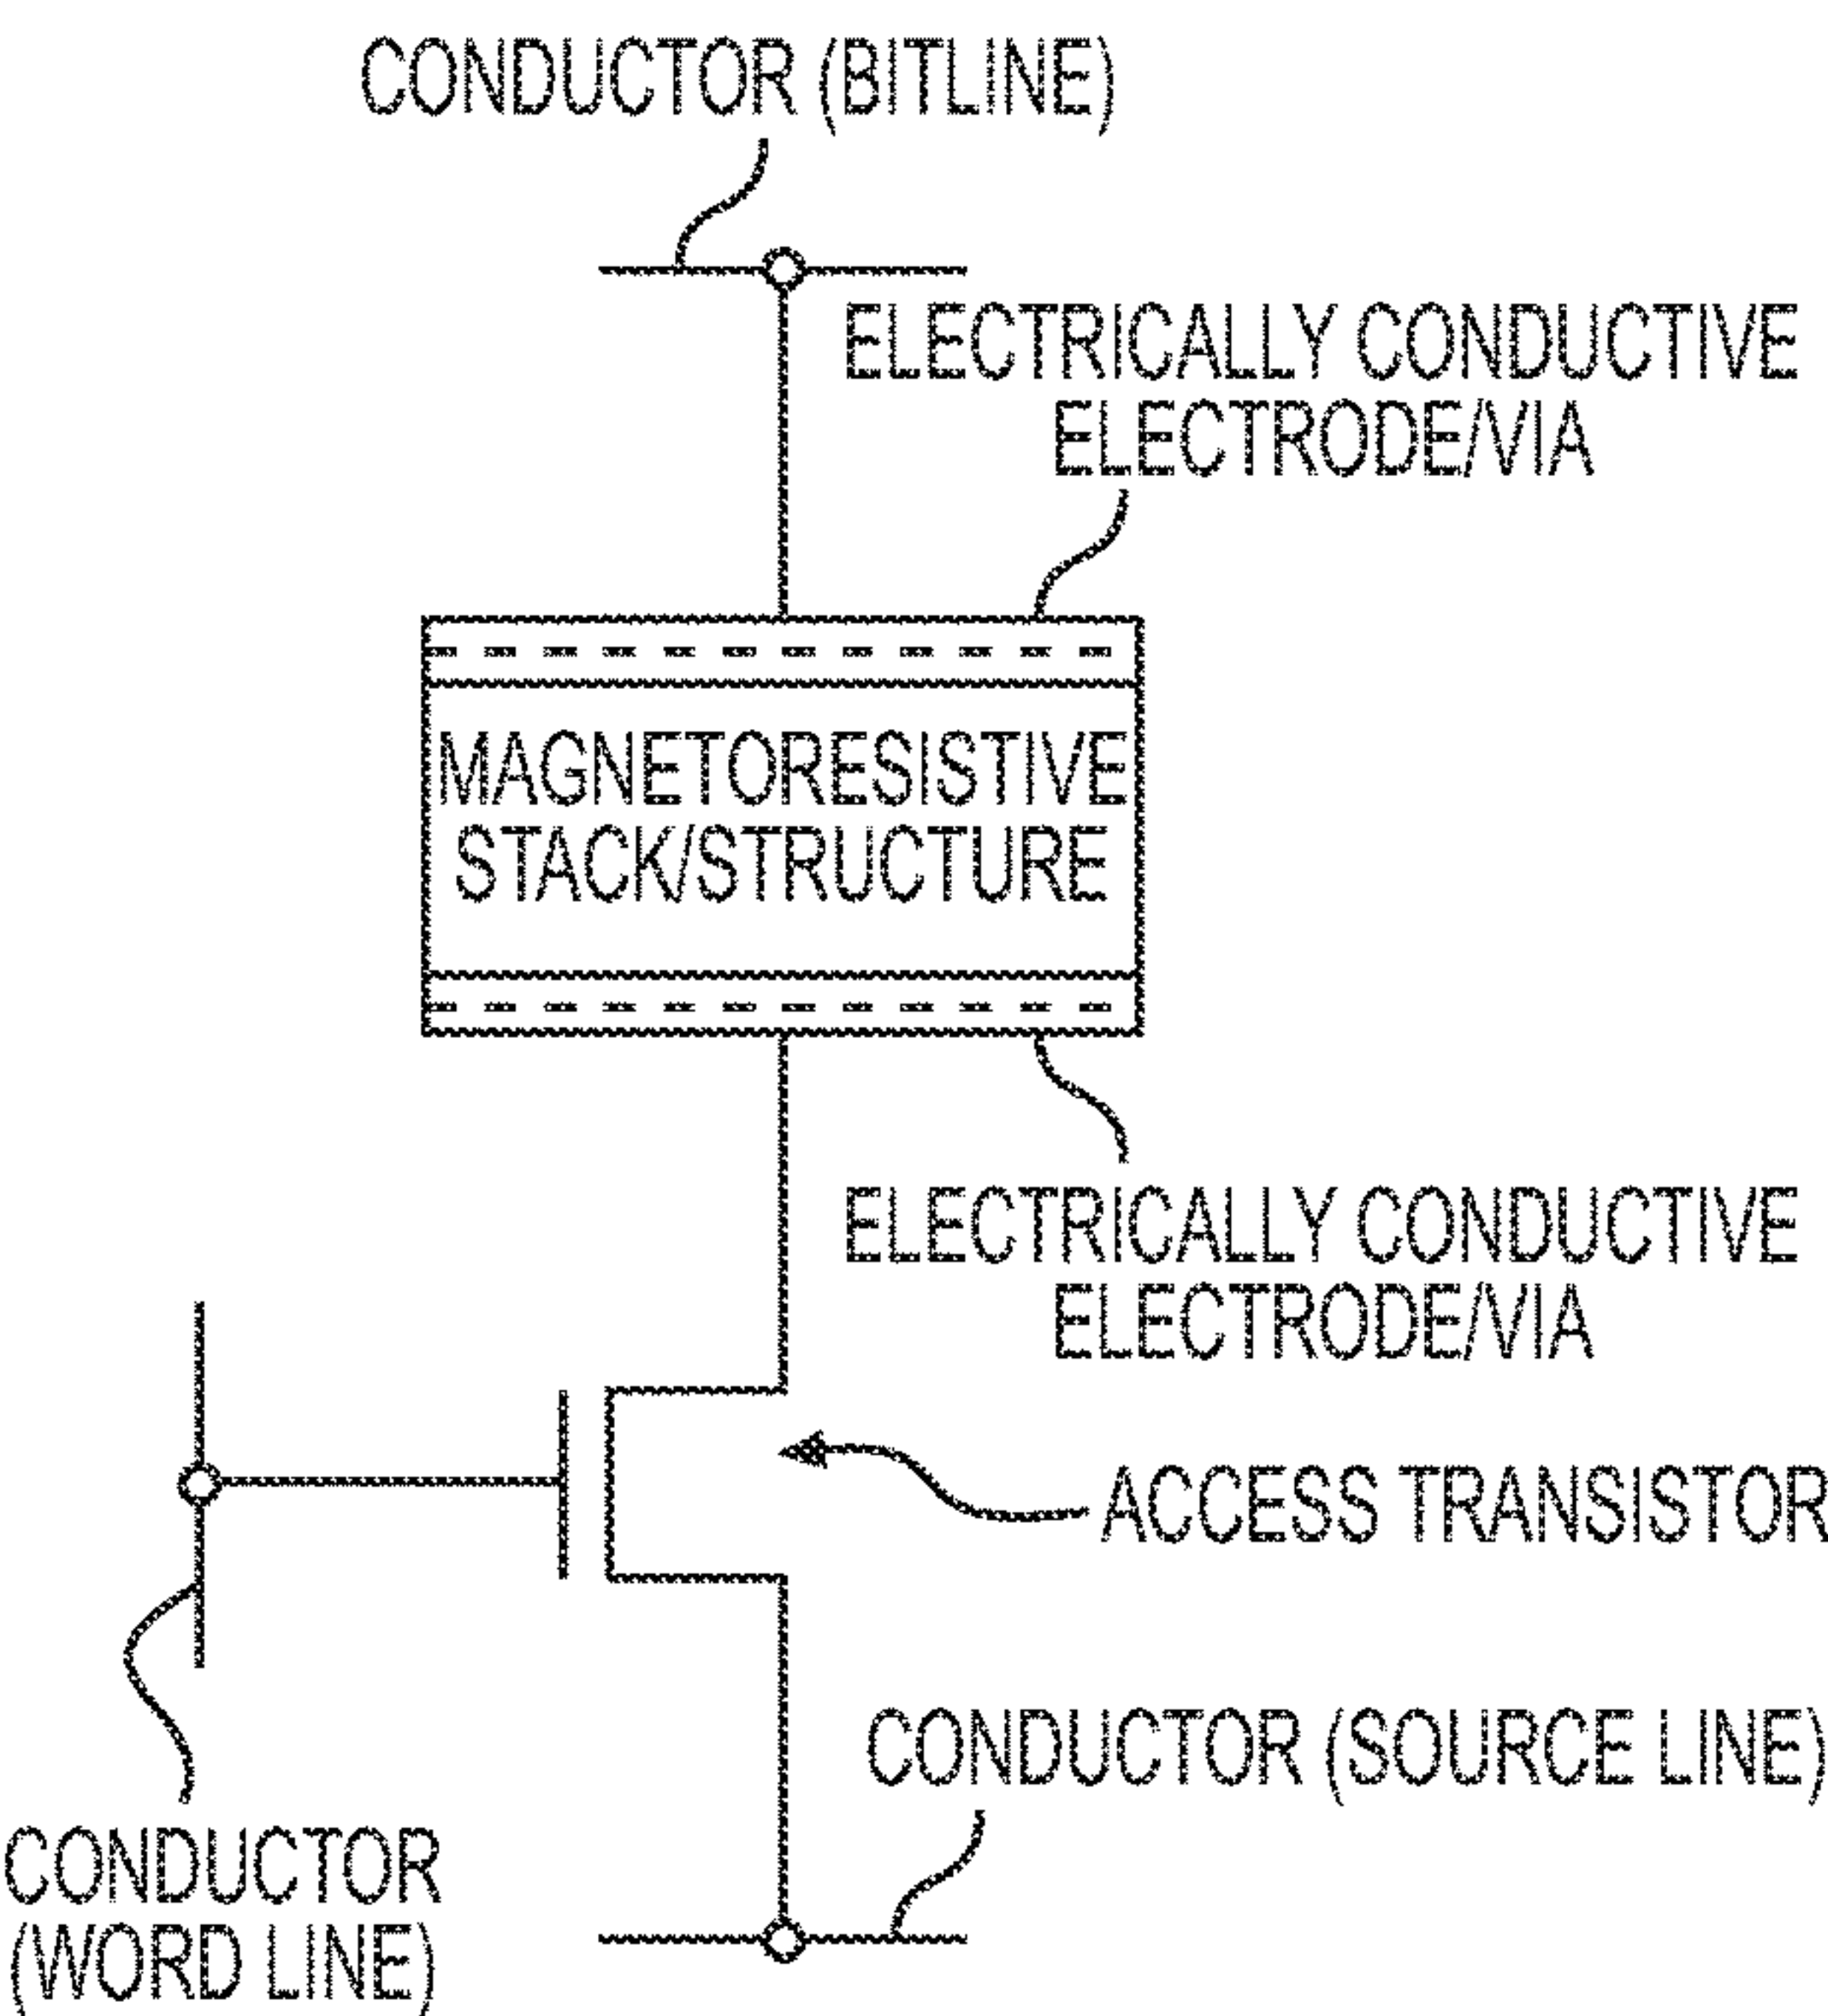 CONDUCTOR (BITLINE)
ELECTRICALLY CONDUCTIVE
ELECTRODE/VIA
MAGNETORESISTIVE
STACK/STRUCTURE
ELECTRICALLY CONDUCTIVE
ELECTRODE/VIA
ACCESS TRANSISTOR
CONDUCTOR (SOURCE LINE)
CONDUCTOR
(WORD LINE)